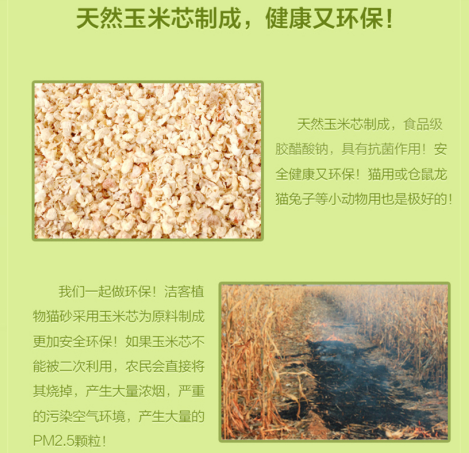 天然玉米芯制成，健康又环保！
天然玉米芯制成，食品级
胶醋酸钠，具有抗菌作用！安
全健康又环保！猫用或仓鼠龙
猫兔子等小动物用也是极好的！
我们一起做环保！洁客植
物猫砂采用玉米芯为原料制成
更加安全环保！如果玉米芯不
能被二次利用，农民会直接将
其烧掉，产生大量浓烟，严重
的污染空气环境，产生大量的
PM2.5颗粒！